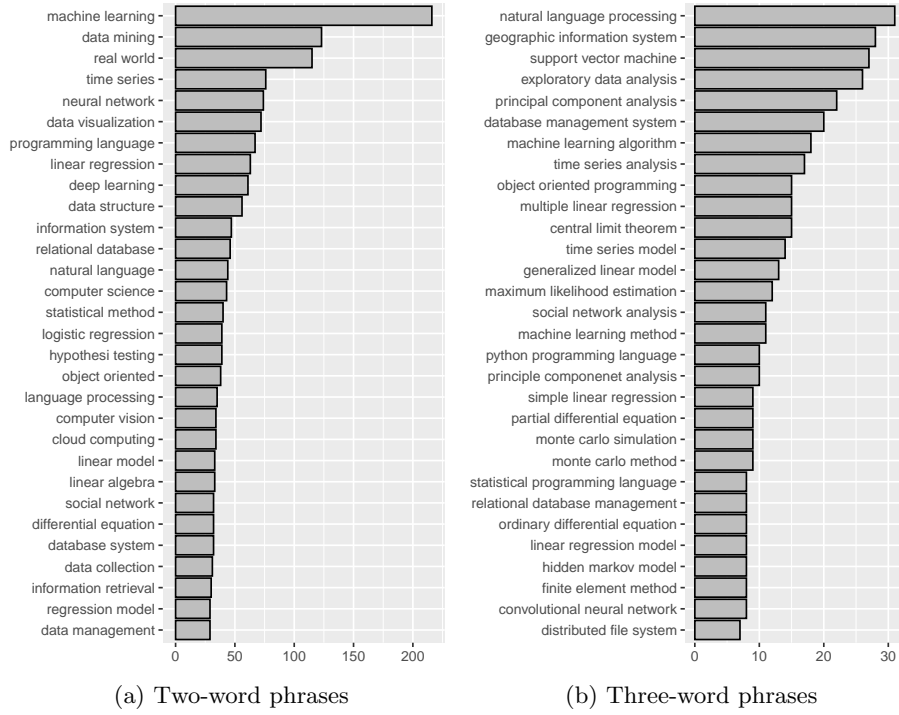 machine learning
data mining
real world
time series
neural network
data visualization
programming language
linear regression
deep learning
data structure
information system
relational database
natural language
computer science
statistical method
logistic regression
hypothesi testing
object oriented
language processing
computer vision
cloud computing
linear model
linear algebra
social network
differential equation
database system
data collection
information retrieval
regression model
data management
0 50 100 150 200
(a) Two-word phrases
natural language processing
geographic information system
support vector machine
exploratory data analysis
principal component analysis
database management system
machine learning algorithm
time series analysis
object oriented programming
multiple linear regression
central limit theorem
time series model
generalized linear model
maximum likelihood estimation
social network analysis
machine learning method
python programming language
principle componenet analysis
simple linear regression
partial differential equation
monte carlo simulation
monte carlo method
statistical programming language
relational database management
ordinary differential equation
linear regression model
hidden markov model
finite element method
convolutional neural network
distributed file system
0 10 20 30
(b) Three-word phrases